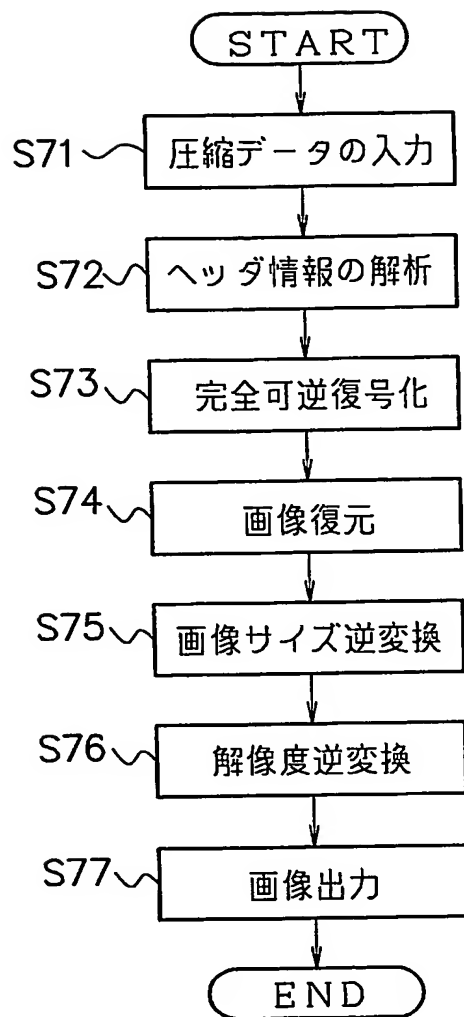 START
S71 圧縮データの入力
S72 ヘッダ情報の解析
S73 完全可逆復号化
S74 画像復元
S75 画像サイズ逆変換
S76 解像度逆変換
S77 画像出力
END